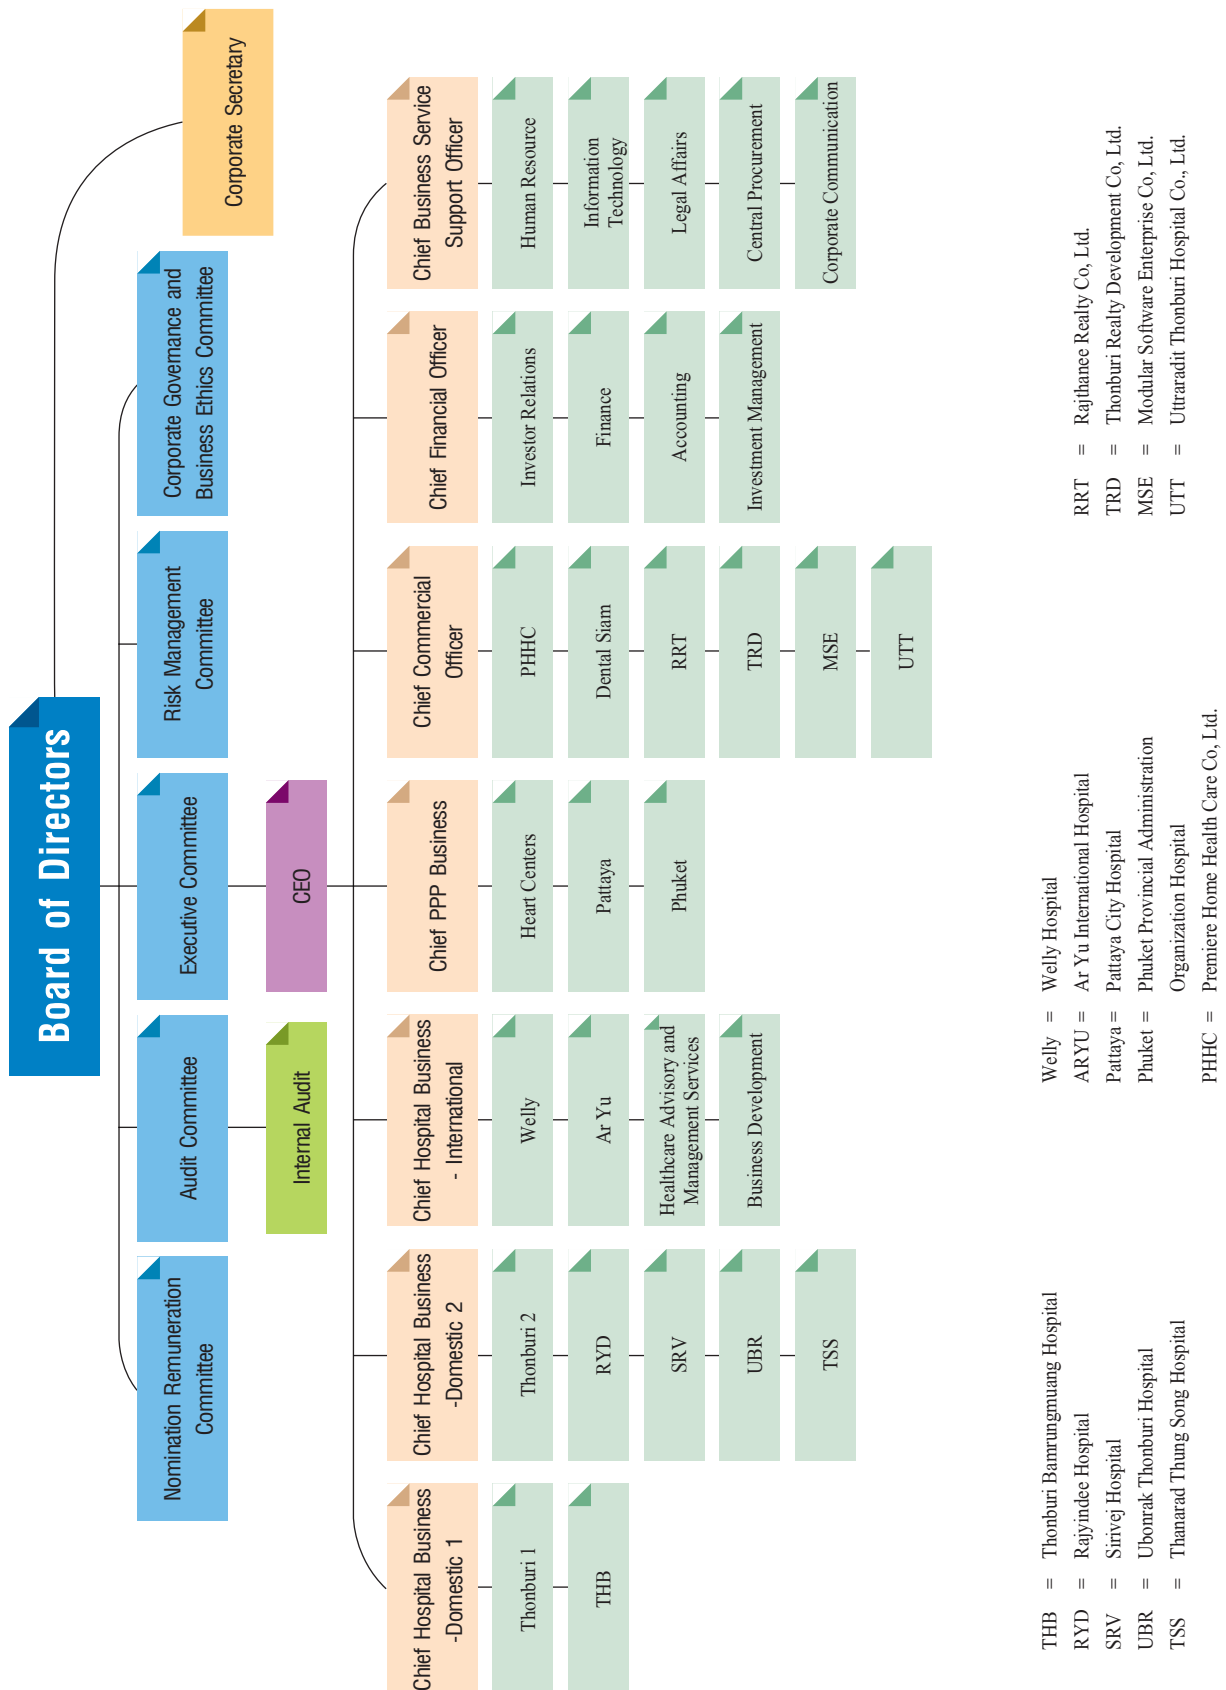 Board of Directors
Corporate Secretary
Nomination Remuneration
Committee
Audit Committee
Executive Committee
Risk Management
Committee
Corporate Governance and
Business Ethics Committee
Internal Audit
CEO
Chief Hospital Business
-Domestic 1
Thonburi 1
THB
Chief Hospital Business
-Domestic 2
Thonburi 2
RYD
SRV
UBR
TSS
Chief Hospital Business
- International
Welly
Ar Yu
Healthcare Advisory and
Management Services
Business Development
Chief PPP Business
Heart Centers
Pattaya
Phuket
Chief Commercial
Officer
PHHC
Dental Siam
RRT
TRD
MSE
UTT
Chief Financial Officer
Investor Relations
Finance
Accounting
Investment Management
Chief Business Service
Support Officer
Human Resource
Information
Technology
Legal Affairs
Central Procurement
Corporate Communication
THB = Thonburi Bamrungmuang Hospital
RYD = Rajyindee Hospital
SRV = Sirivej Hospital
UBR = Ubonrak Thonburi Hospital
TSS = Thanarad Thung Song Hospital
Welly = Welly Hospital
ARYU = Ar Yu International Hospital
Pattaya = Pattaya City Hospital
Phuket = Phuket Provincial Administration
Organization Hospital
PHHC = Premiere Home Health Care Co, Ltd.
RRT = Rajthanee Realty Co, Ltd.
TRD = Thonburi Realty Development Co, Ltd.
MSE = Modular Software Enterprise Co, Ltd.
UTT = Uttraradit Thonburi Hospital Co., Ltd.